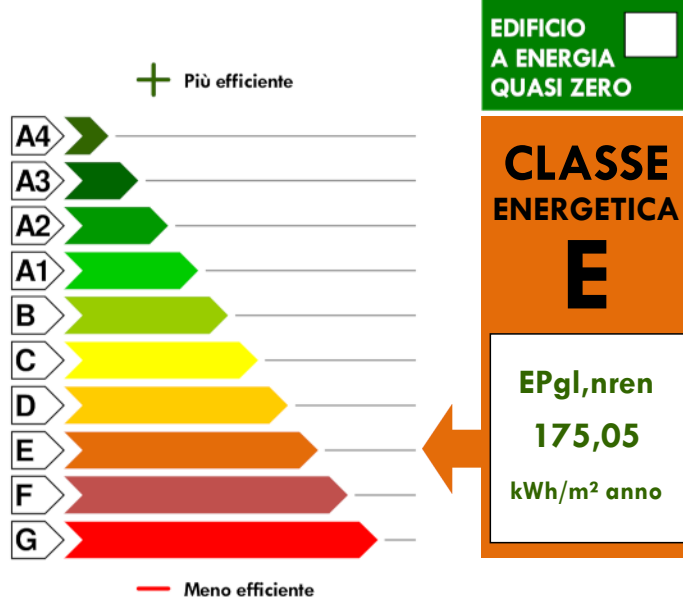 Più efficiente
A4
A3
A2
A1
B
C
D
E
F
G
Meno efficiente
EDIFICIO
A ENERGIA
QUASI ZERO
CLASSE
ENERGETICA
E
EPgl,nren
175,05
kWh/m² anno